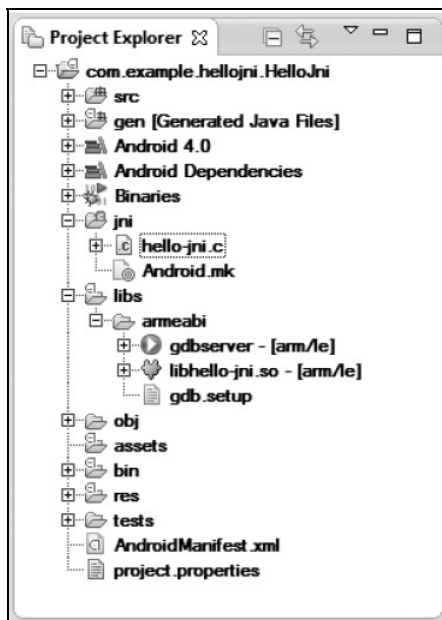 Project Explorer
com.example.hellojni.HelloJni
src
gen [Generated Java Files]
Android 4.0
Android Dependencies
Binaries
jni
hello-jni.c
Android.mk
libs
armeabi
gdbserver - [arm/le]
libhello-jni.so - [arm/le]
gdb.setup
obj
assets
bin
res
tests
AndroidManifest.xml
project.properties